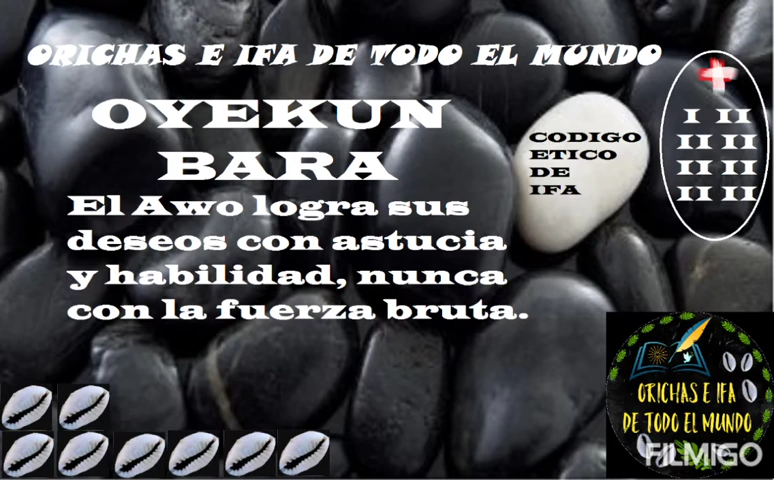 ORICHAS E IFA DE TODO EL MUNDO
OYEKUN
BARA
El Awo logra sus
deseos con astucia
y habilidad, nunca
con la fuerza bruta.
CODIGO
ETICO
DE
IFA
I II
II II
II II
II II
ORICHAS E IFA
DE TODO EL MUNDO
FILMIGO